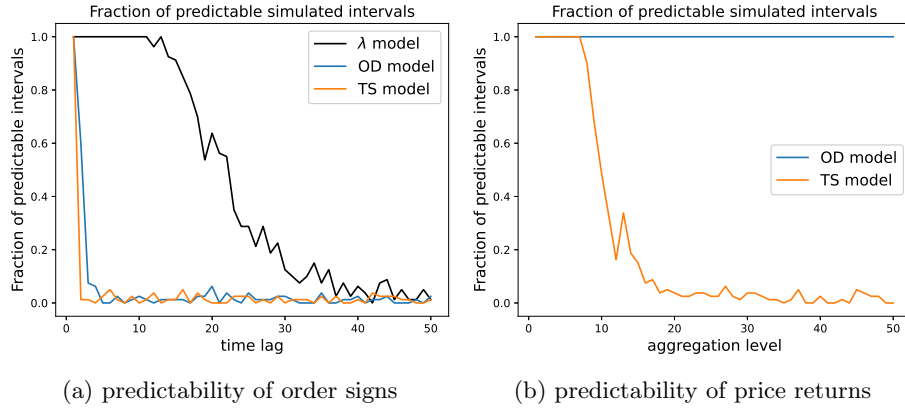 Fraction of predictable simulated intervals
Fraction of predictable intervals
1.0
0.8
0.6
0.4
0.2
0.0
λ model
OD model
TS model
0 10 20 30 40 50
time lag
(a) predictability of order signs
Fraction of predictable simulated intervals
Fraction of predictable intervals
1.0
0.8
0.6
0.4
0.2
0.0
OD model
TS model
0 10 20 30 40 50
aggregation level
(b) predictability of price returns